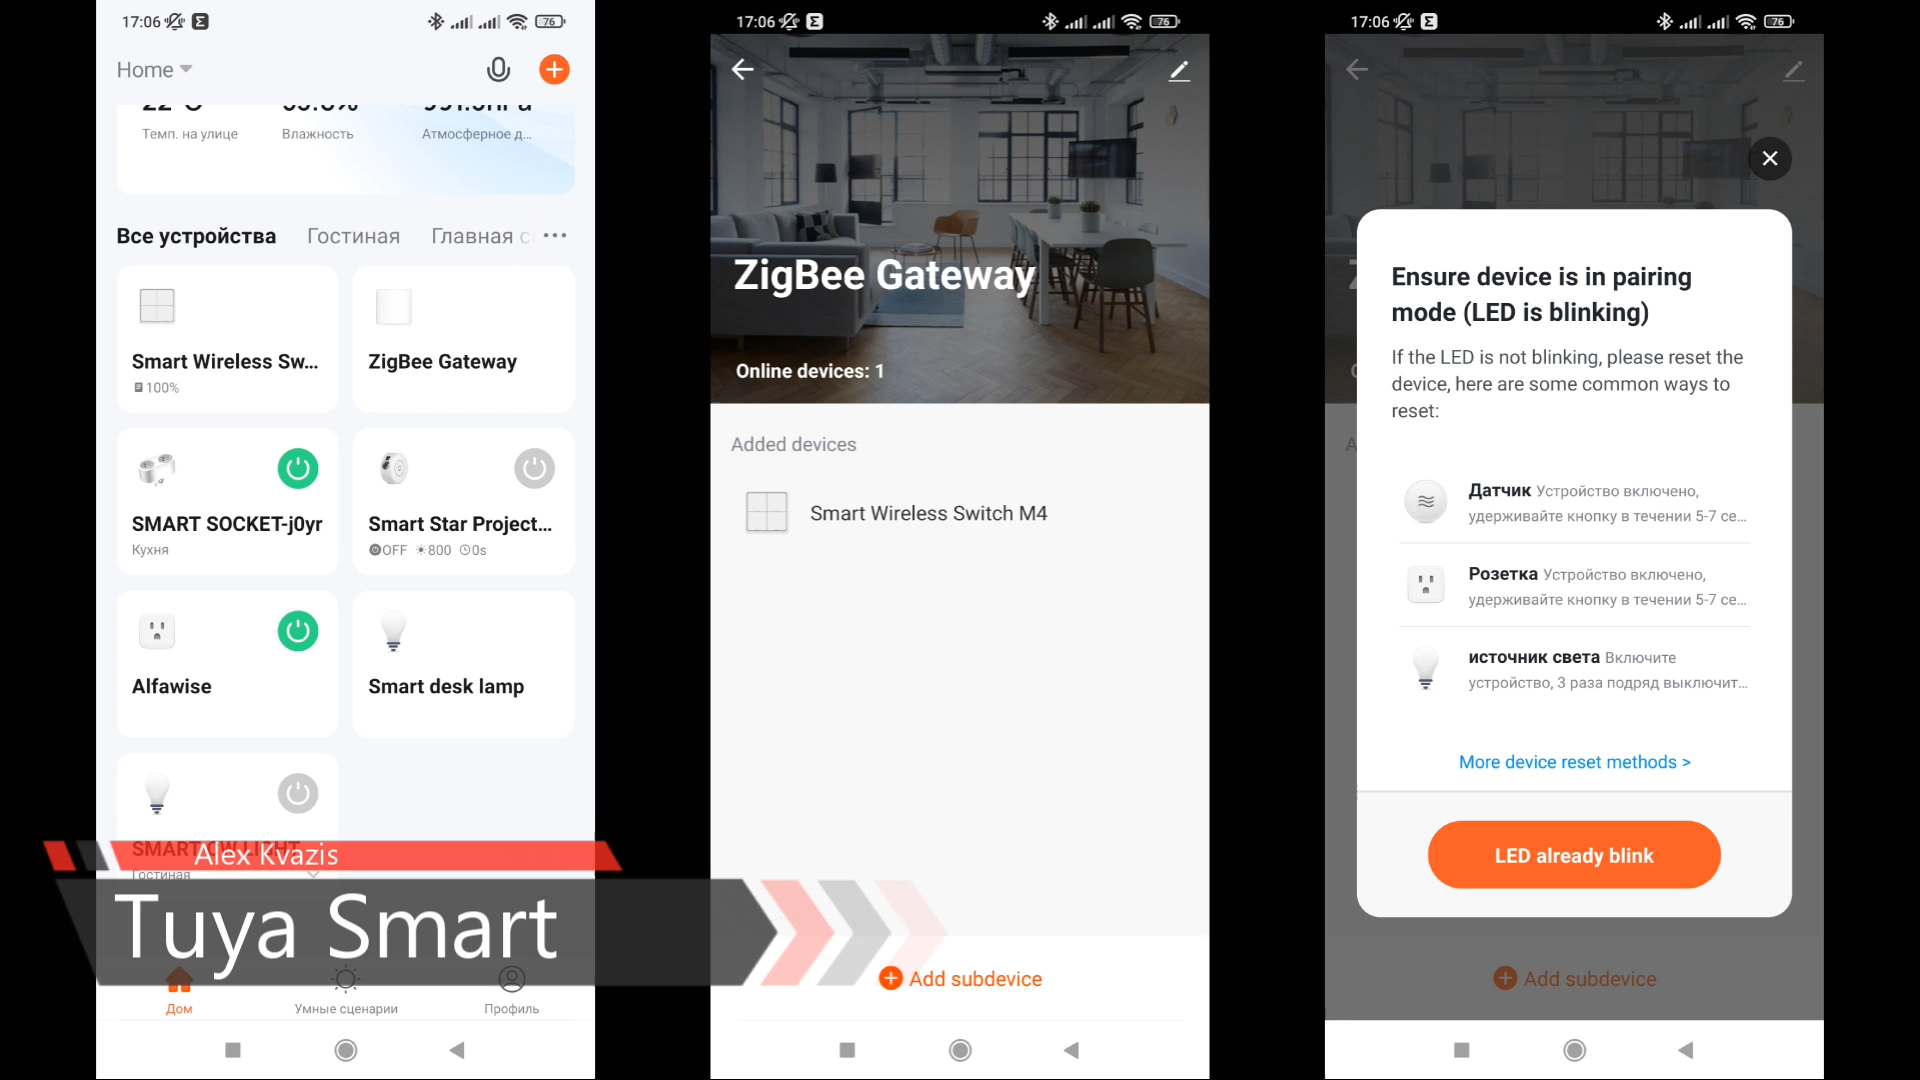 17:06
76
Home
Темп. на улице
Влажность
Атмосферное д...
Все устройства
Гостиная
Главная с
Smart Wireless Sw...
100%
ZigBee Gateway
SMART SOCKET-j0yr
Кухня
Smart Star Project...
OFF 800 0s
Alfawise
Smart desk lamp
SMART CW LIGHT
Гостиная
Alex Kvazis
Tuya Smart
Дом
Умные сценарии
Профиль
17:06
76
ZigBee Gateway
Online devices: 1
Added devices
Smart Wireless Switch M4
Add subdevice
17:06
76
Ensure device is in pairing
mode (LED is blinking)
If the LED is not blinking, please reset the
device, here are some common ways to
reset:
Датчик Устройство включено,
удерживайте кнопку в течении 5-7 се...
Розетка Устройство включено,
удерживайте кнопку в течении 5-7 се...
источник света Включите
устройство, 3 раза подряд выключит...
More device reset methods >
LED already blink
Add subdevice